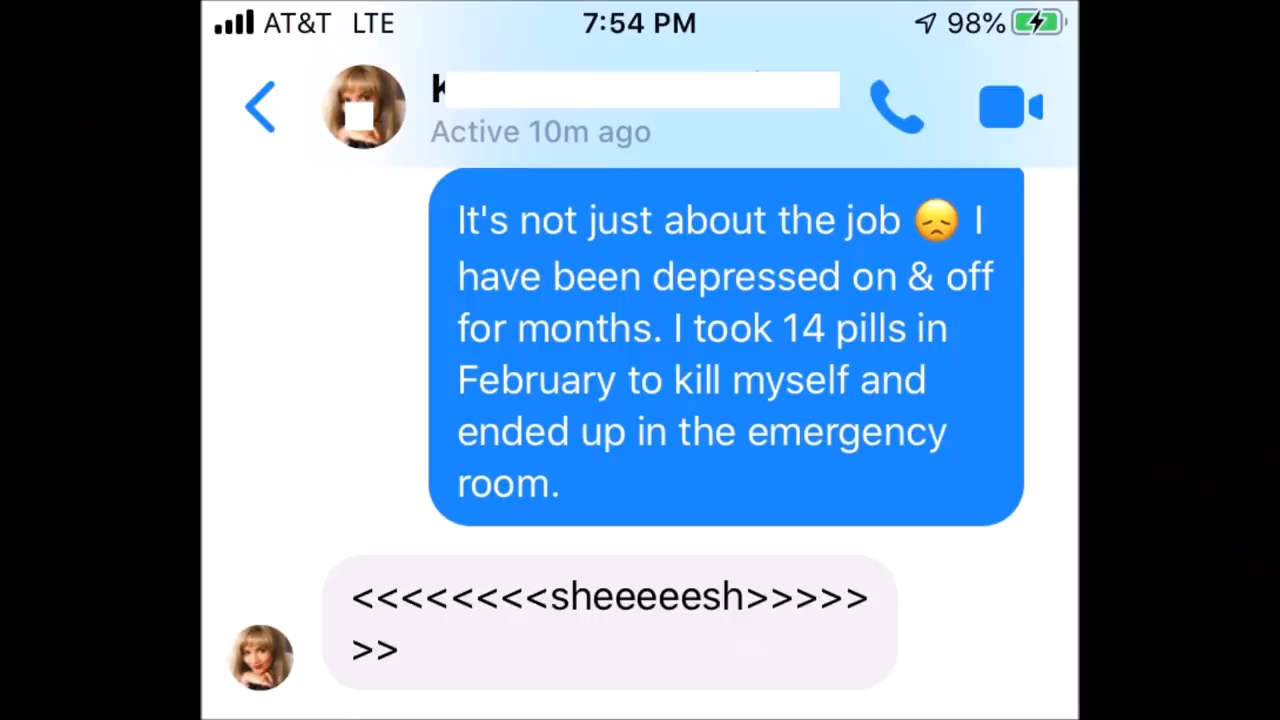 AT&T LTE 7:54 PM 98%
K
Active 10m ago
It's not just about the job 😞 I
have been depressed on & off
for months. I took 14 pills in
February to kill myself and
ended up in the emergency
room.
<<<<<<<<sheeeeesh>>>>>
>>